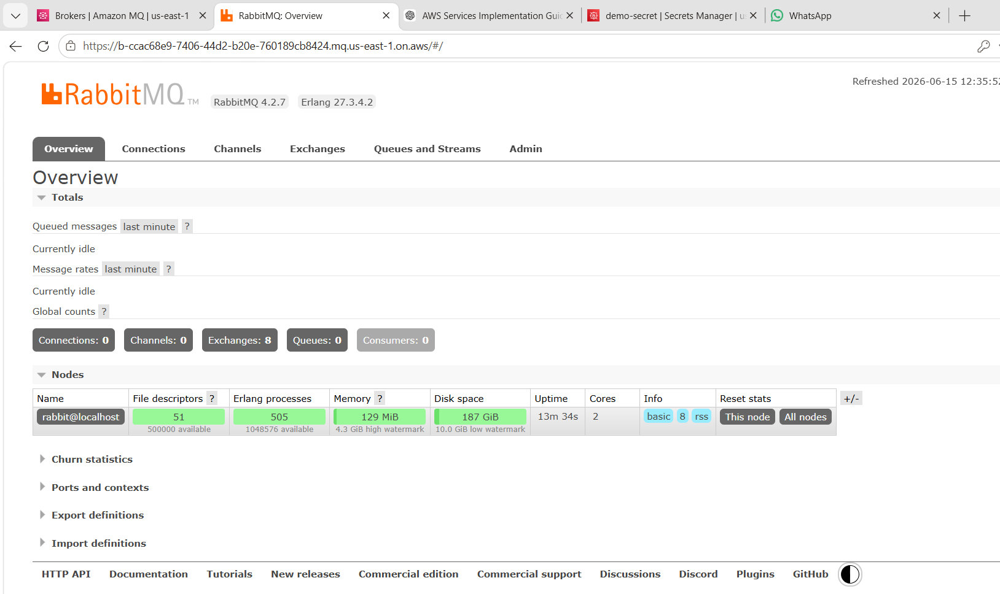 Brokers | Amazon MQ | us-east-1
RabbitMQ: Overview
AWS Services Implementation Gui
demo-secret | Secrets Manager | u
WhatsApp
https://b-ccac68e9-7406-44d2-b20e-760189cb8424.mq.us-east-1.on.aws/#/
Refreshed 2026-06-15 12:35:52
RabbitMQ TM RabbitMQ 4.2.7 Erlang 27.3.4.2
Overview Connections Channels Exchanges Queues and Streams Admin
Overview
Totals
Queued messages last minute ?
Currently idle
Message rates last minute ?
Currently idle
Global counts ?
Connections: 0 Channels: 0 Exchanges: 8 Queues: 0 Consumers: 0
Nodes
Name File descriptors ? Erlang processes Memory ? Disk space Uptime Cores Info Reset stats +/-
rabbit@localhost 51 505 129 MiB 187 GiB 13m 34s 2 basic 8 rss This node All nodes
500000 available 1048576 available 4.3 GiB high watermark 10.0 GiB low watermark
Churn statistics
Ports and contexts
Export definitions
Import definitions
HTTP API Documentation Tutorials New releases Commercial edition Commercial support Discussions Discord Plugins GitHub